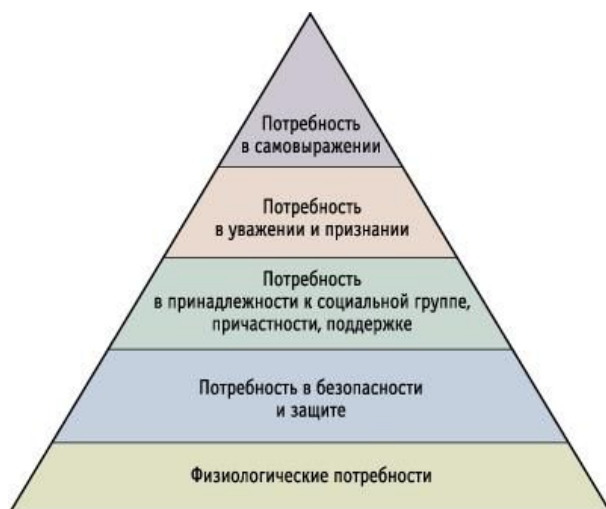 Потребность
в самовыражении
Потребность
в уважении и признании
Потребность
в принадлежности к социальной группе,
причастности, поддержке
Потребность в безопасности
и защите
Физиологические потребности